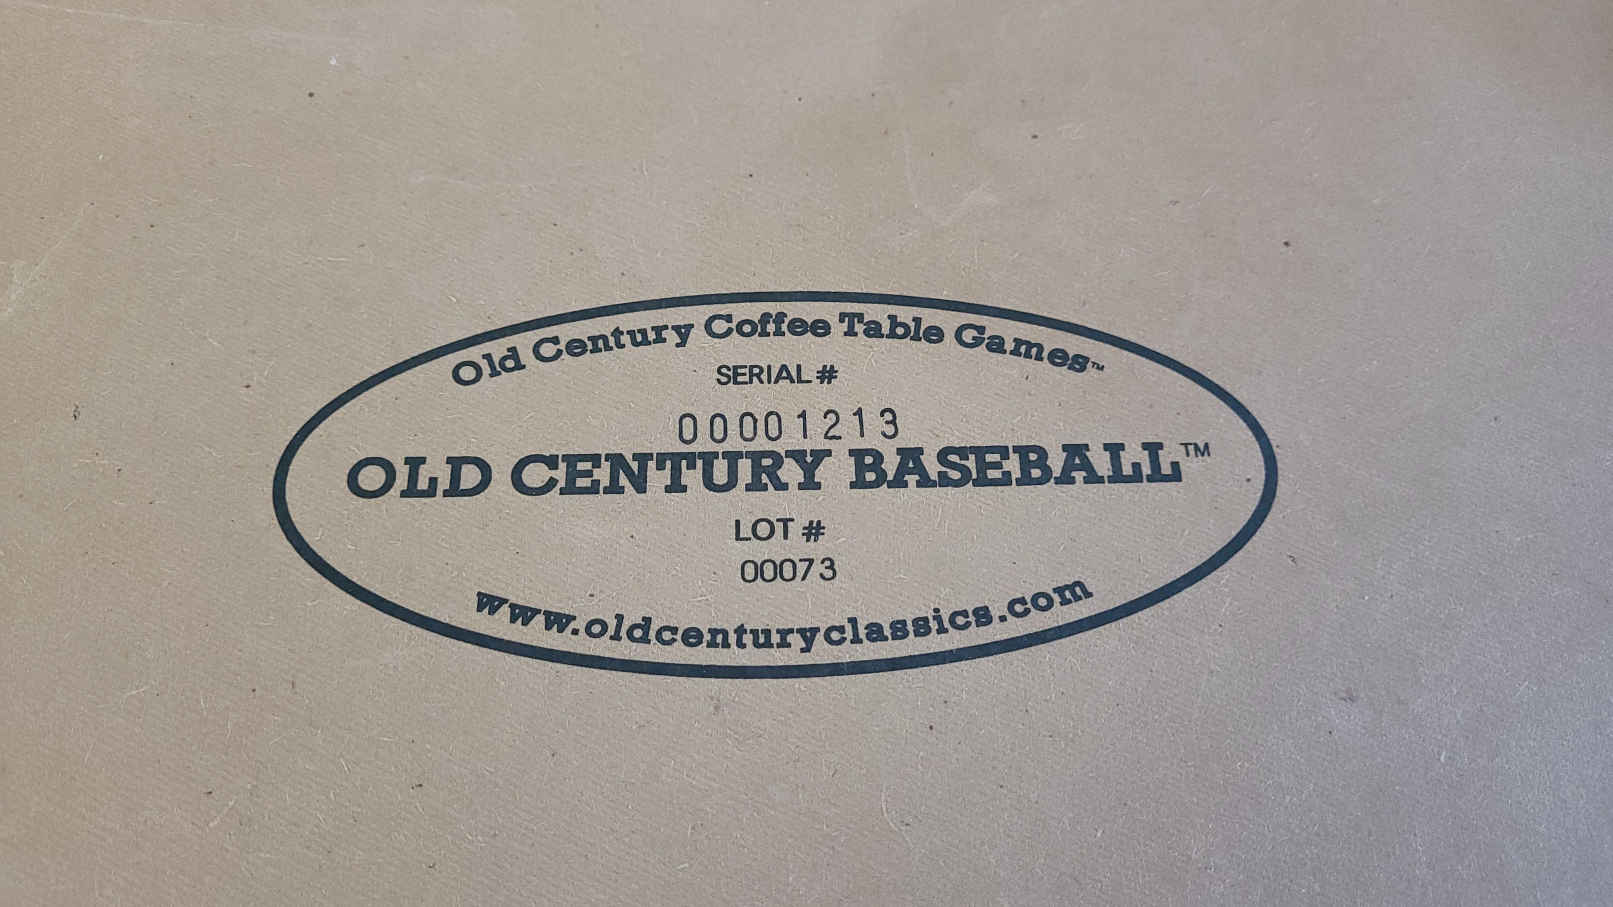 Old Century Coffee Table Games™
SERIAL #
00001213
OLD CENTURY BASEBALL™
LOT #
00073
www.oldcenturyclassics.com